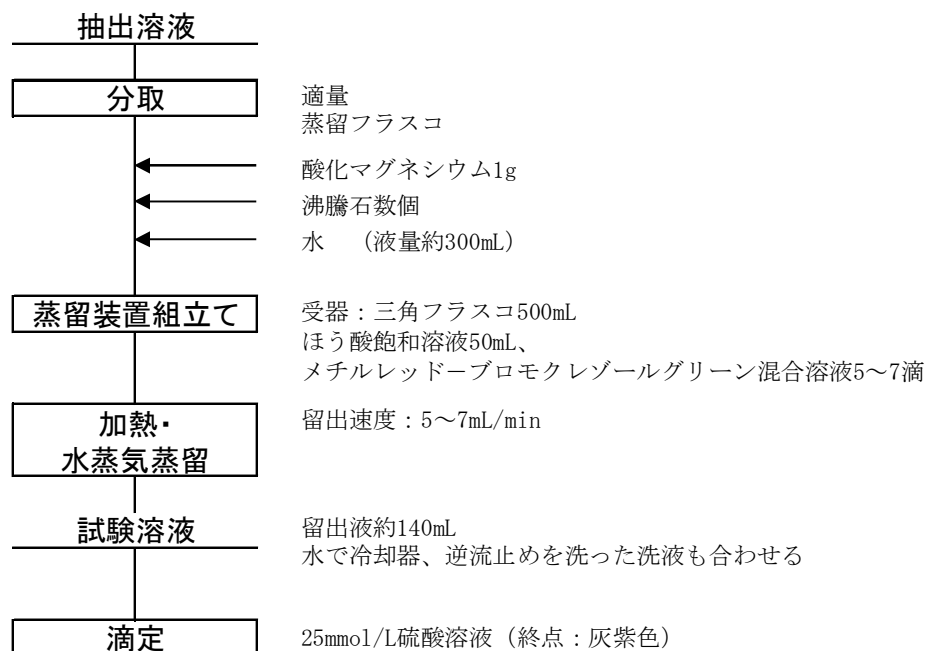 抽出溶液
分取
適量
蒸留フラスコ
酸化マグネシウム1g
沸騰石数個
水 （液量約300mL）
蒸留装置組立て
受器：三角フラスコ500mL
ほう酸飽和溶液50mL、
メチルレッド－ブロモクレゾールグリーン混合溶液5～7滴
加熱・
水蒸気蒸留
留出速度：5～7mL/min
試験溶液
留出液約140mL
水で冷却器、逆流止めを洗った洗液も合わせる
滴定
25mmol/L硫酸溶液（終点：灰紫色）